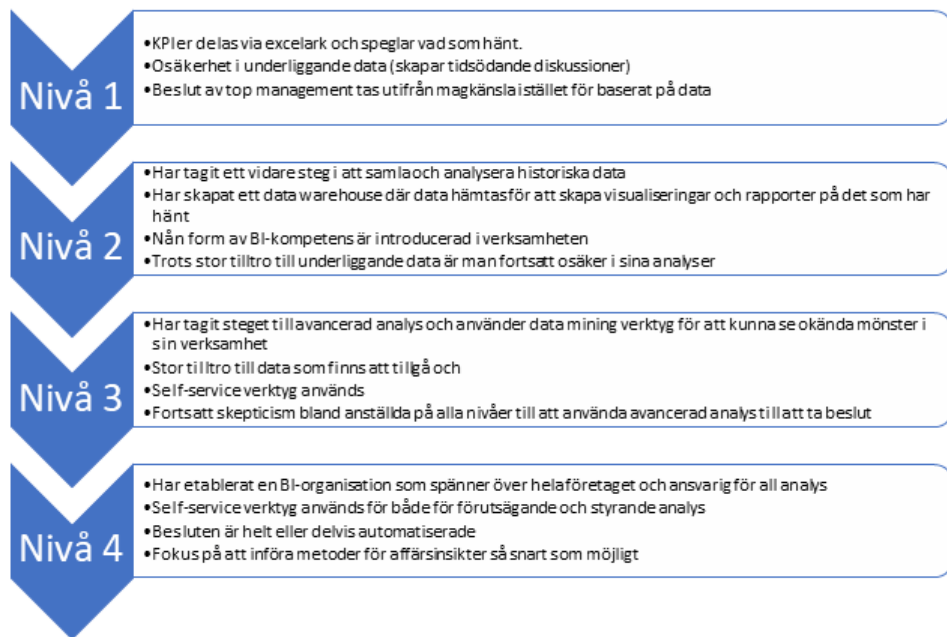 Nivå 1
•KPIer delas via excelark och speglar vad som hänt.
•Osäkerhet i underliggande data (skapar tidsödande diskussioner)
•Beslut av top management tas utifrån magkänsla istället för baserat på data
Nivå 2
•Har tagit ett vidare steg i att samla och analysera historiska data
•Har skapat ett data warehouse där data hämtas för att skapa visualiseringar och rapporter på det som har
hänt
•Nån form av BI-kompetens är introducerad i verksamheten
•Trots stor tilltro till underliggande data är man fortsatt osäker i sina analyser
Nivå 3
•Har tagit steget till avancerad analys och använder data mining verktyg för att kunna se okända mönster i
sin verksamhet
•Stor tilltro till data som finns att tillgå och
•Self-service verktyg används
•Fortsatt skepticism bland anställda på alla nivåer till att använda avancerad analys till att ta beslut
Nivå 4
•Har etablerat en BI-organisation som spänner över hela företaget och ansvarig för all analys
•Self-service verktyg används för både för förutsägande och styrande analys
•Besluten är helt eller delvis automatiserade
•Fokus på att införa metoder för affärsinsikter så snart som möjligt